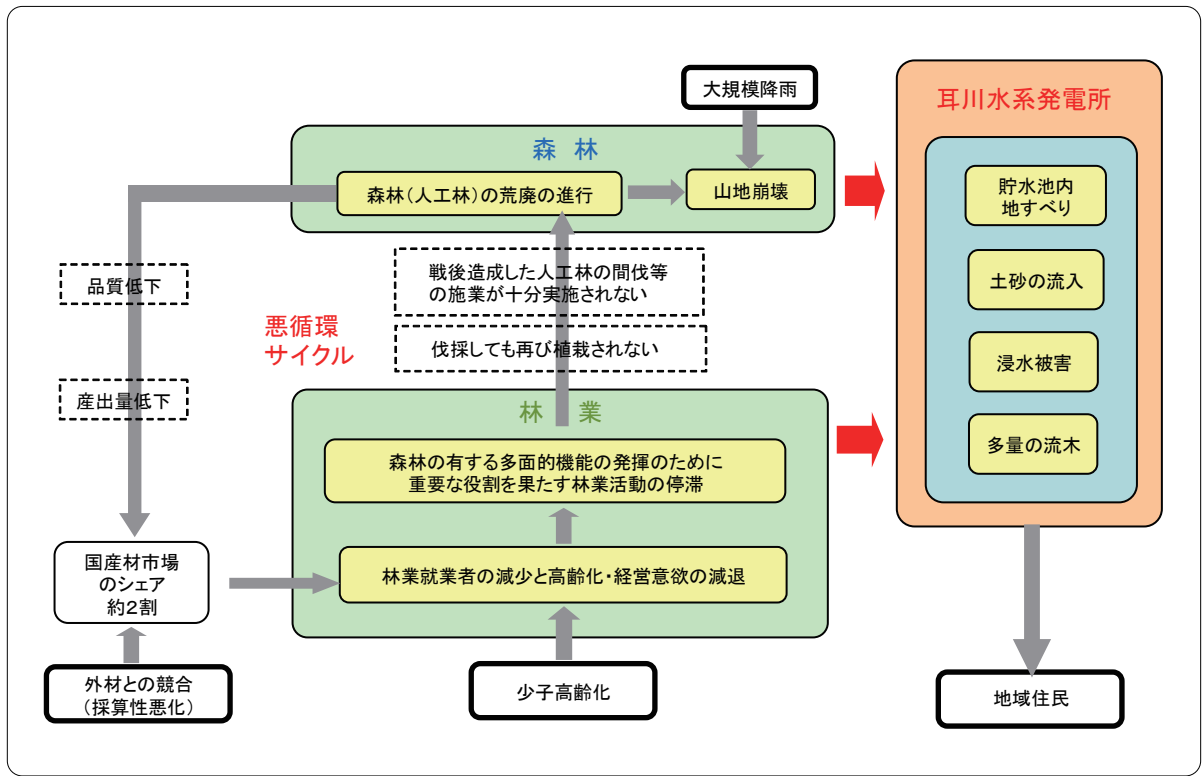 大規模降雨
森 林
森林（人工林）の荒廃の進行
山地崩壊
戦後造成した人工林の間伐等
の施業が十分実施されない
伐採しても再び植栽されない
品質低下
産出量低下
悪循環
サイクル
林 業
森林の有する多面的機能の発揮のために
重要な役割を果たす林業活動の停滞
林業就業者の減少と高齢化・経営意欲の減退
国産材市場
のシェア
約２割
外材との競合
（採算性悪化）
少子高齢化
耳川水系発電所
貯水池内
地すべり
土砂の流入
浸水被害
多量の流木
地域住民